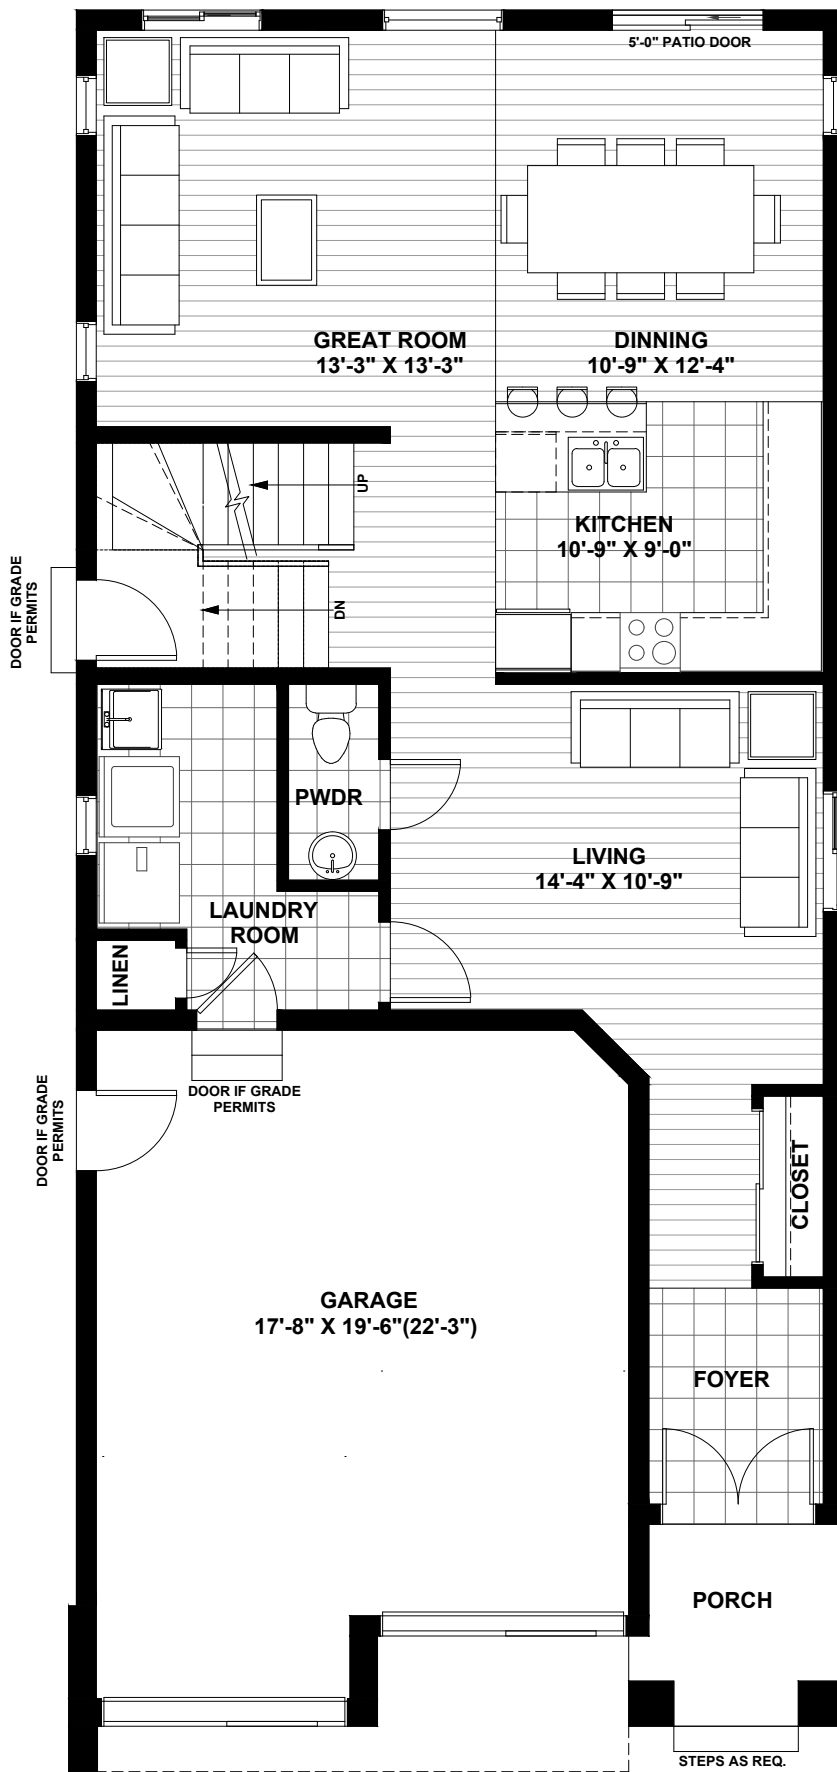 5'-0" PATIO DOOR
GREAT ROOM
13'-3" X 13'-3"
DINNING
10'-9" X 12'-4"
UP
KITCHEN
10'-9" X 9'-0"
DOOR IF GRADE
PERMITS
DN
PWDR
LIVING
14'-4" X 10'-9"
LAUNDRY
ROOM
LINEN
DOOR IF GRADE
PERMITS
DOOR IF GRADE
PERMITS
CLOSET
GARAGE
17'-8" X 19'-6"(22'-3")
FOYER
PORCH
STEPS AS REQ.